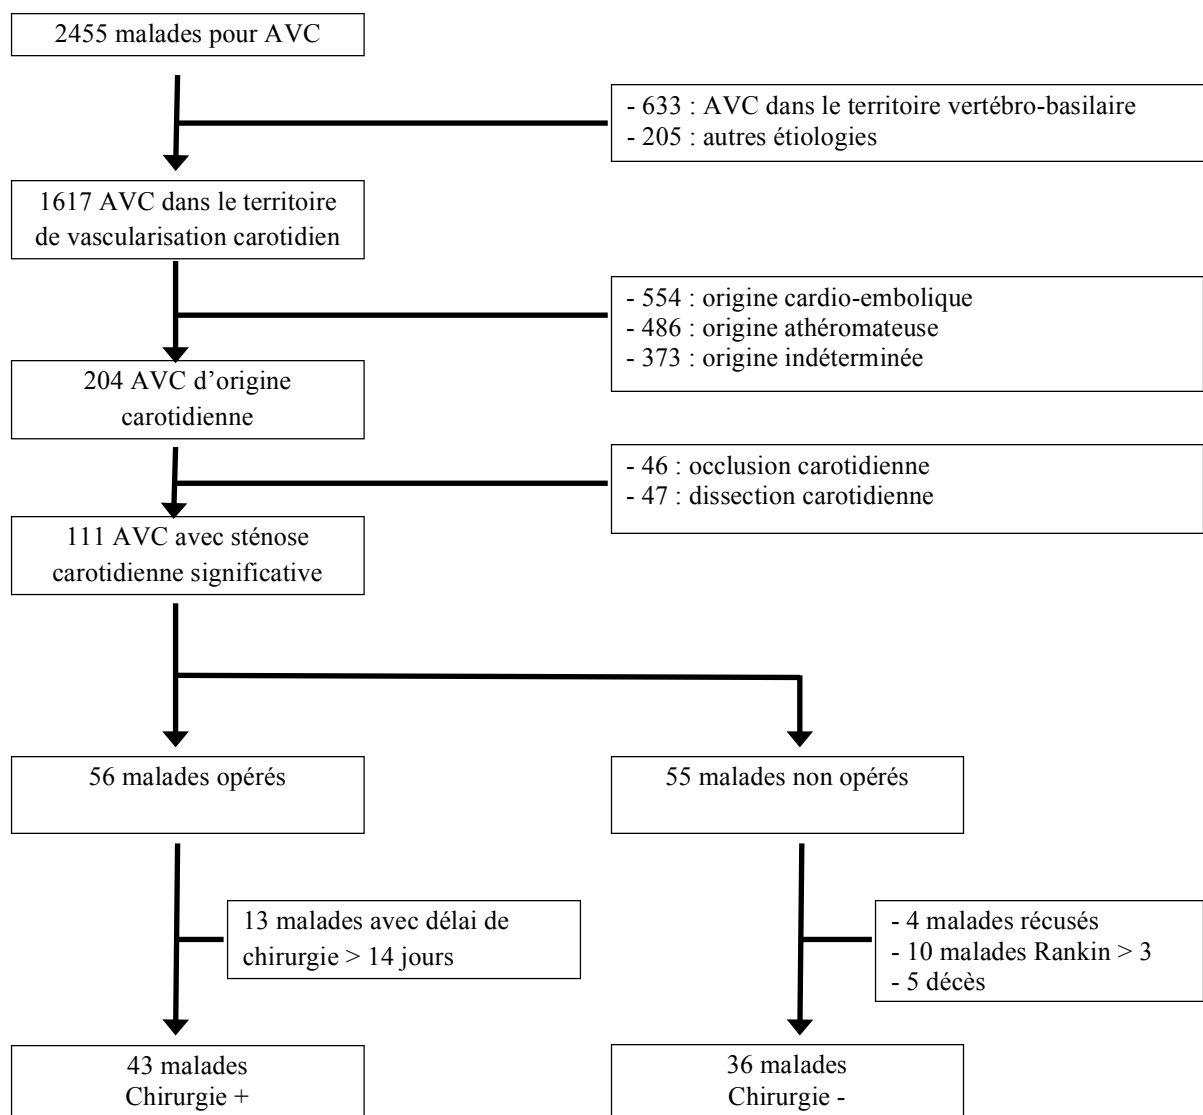 2455 malades pour AVC
- 633 : AVC dans le territoire vertébro-basilaire
- 205 : autres étiologies
1617 AVC dans le territoire
de vascularisation carotidien
- 554 : origine cardio-embolique
- 486 : origine athéromateuse
- 373 : origine indéterminée
204 AVC d’origine
carotidienne
- 46 : occlusion carotidienne
- 47 : dissection carotidienne
111 AVC avec sténose
carotidienne significative
56 malades opérés
55 malades non opérés
13 malades avec délai de
chirurgie > 14 jours
- 4 malades récusés
- 10 malades Rankin > 3
- 5 décès
43 malades
Chirurgie +
36 malades
Chirurgie -